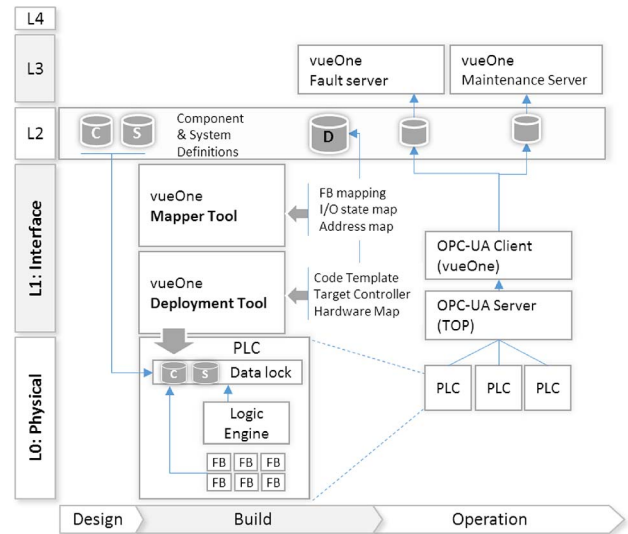 L4
L3
vueOne
Fault server
vueOne
Maintenance Server
L2
C
S
Component
& System
Definitions
D
L1: Interface
vueOne
Mapper Tool
FB mapping
I/O state map
Address map
OPC-UA Client
(vueOne)
vueOne
Deployment Tool
Code Template
Target Controller
Hardware Map
OPC-UA Server
(TOP)
L0: Physical
PLC
C
S
Data lock
Logic
Engine
FB FB FB
FB FB FB
PLC
PLC
PLC
Design
Build
Operation